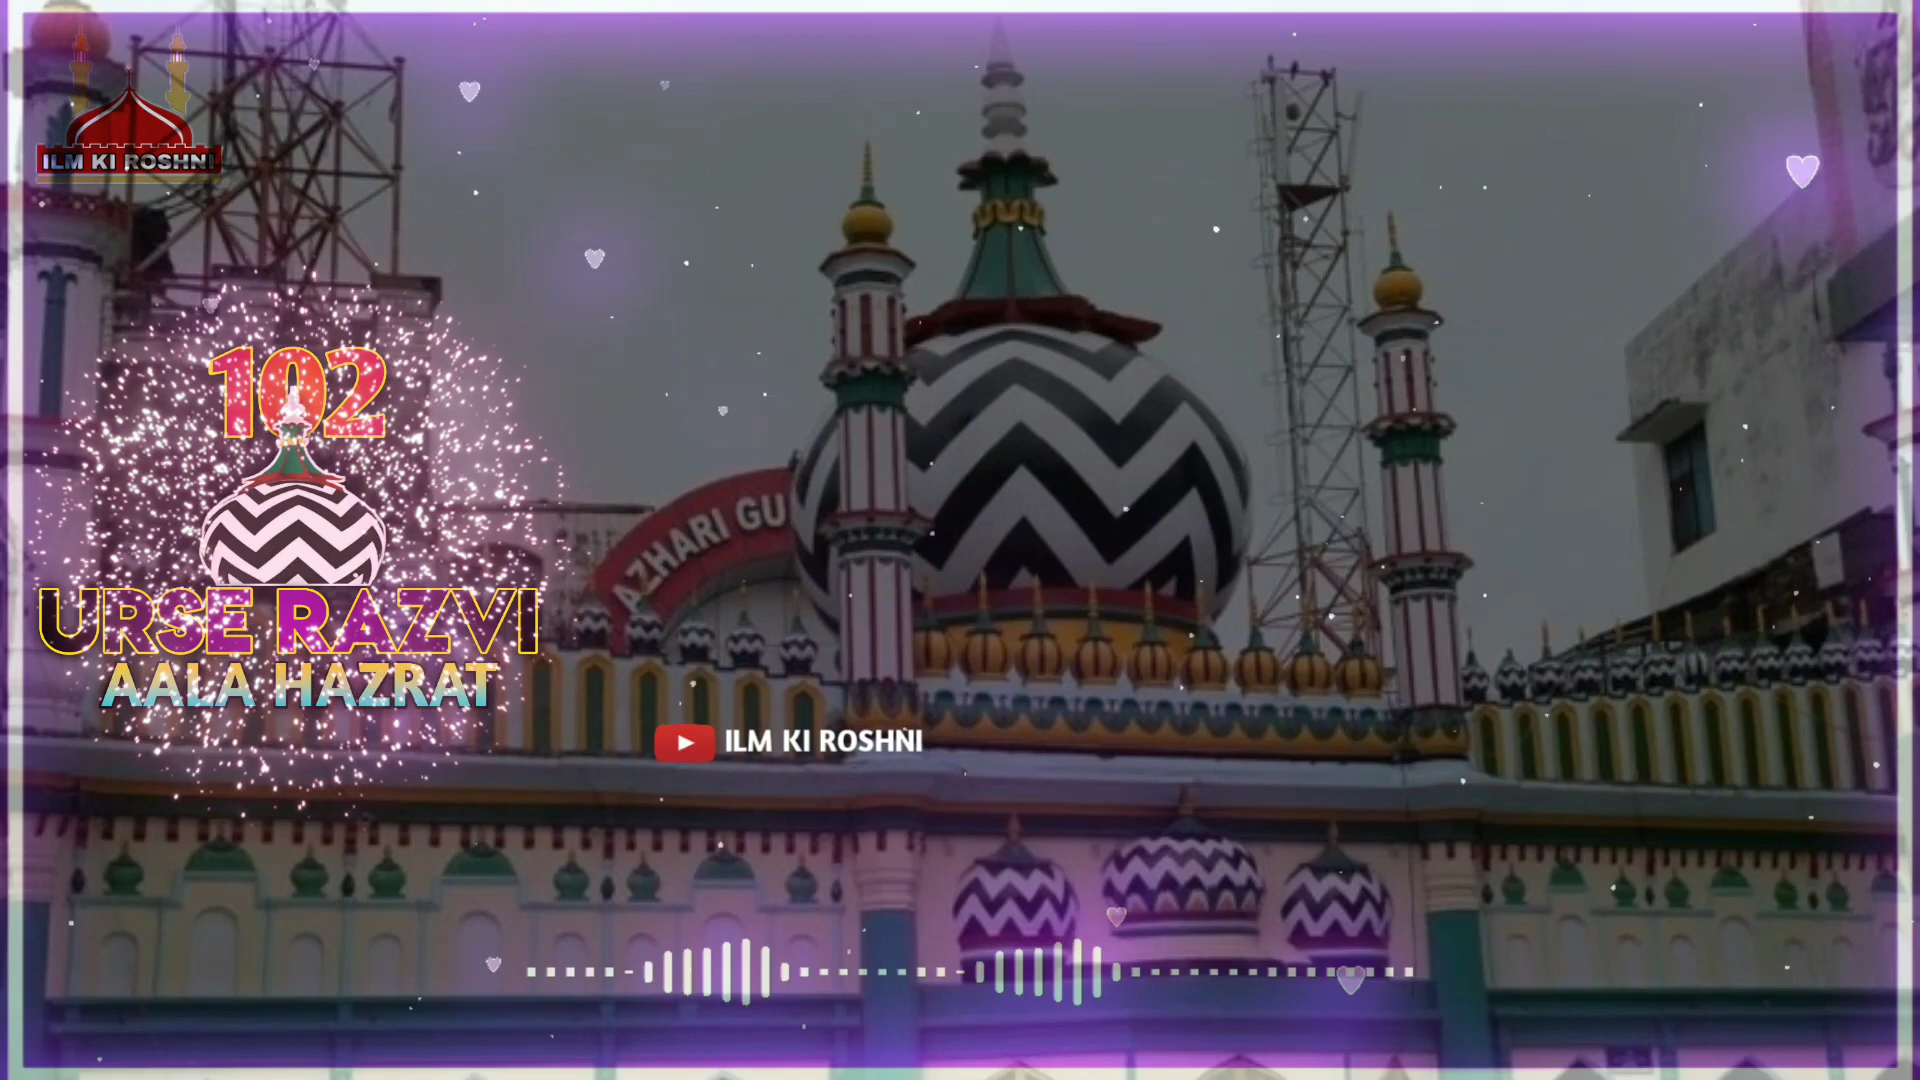 ILM KI ROSHNI
102
AZHARI GU
URSE RAZVI
AALA HAZRAT
ILM KI ROSHNI